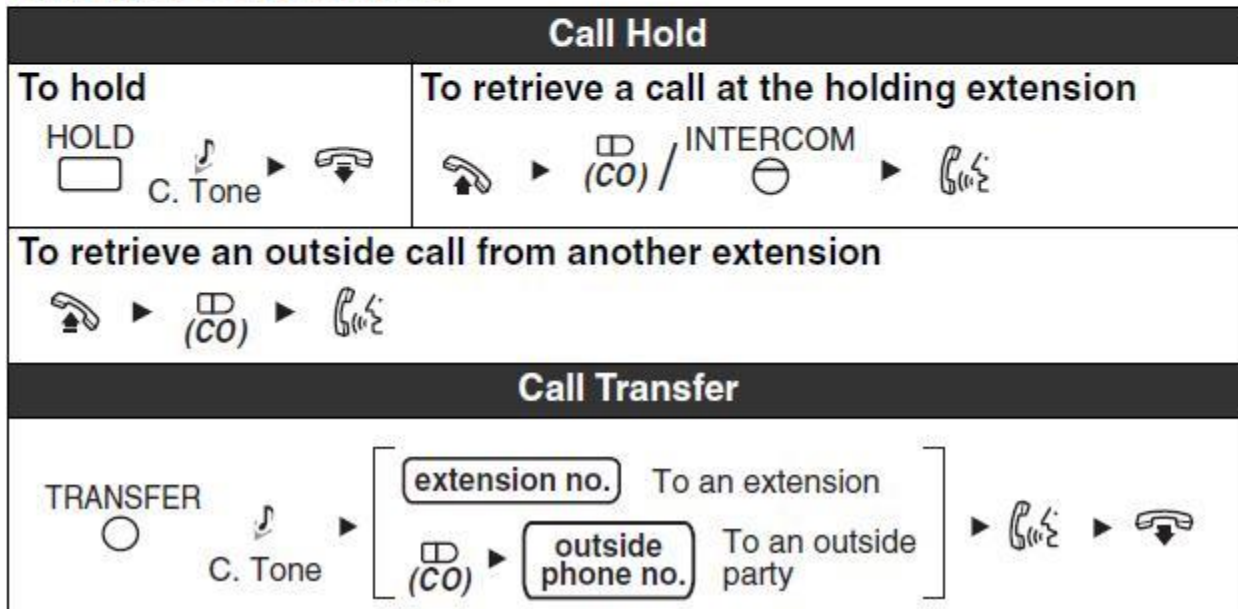 Call Hold
To hold
HOLD
C. Tone
To retrieve a call at the holding extension
(CO) / INTERCOM
To retrieve an outside call from another extension
(CO)
Call Transfer
TRANSFER
C. Tone
extension no. To an extension
(CO) outside phone no. To an outside party